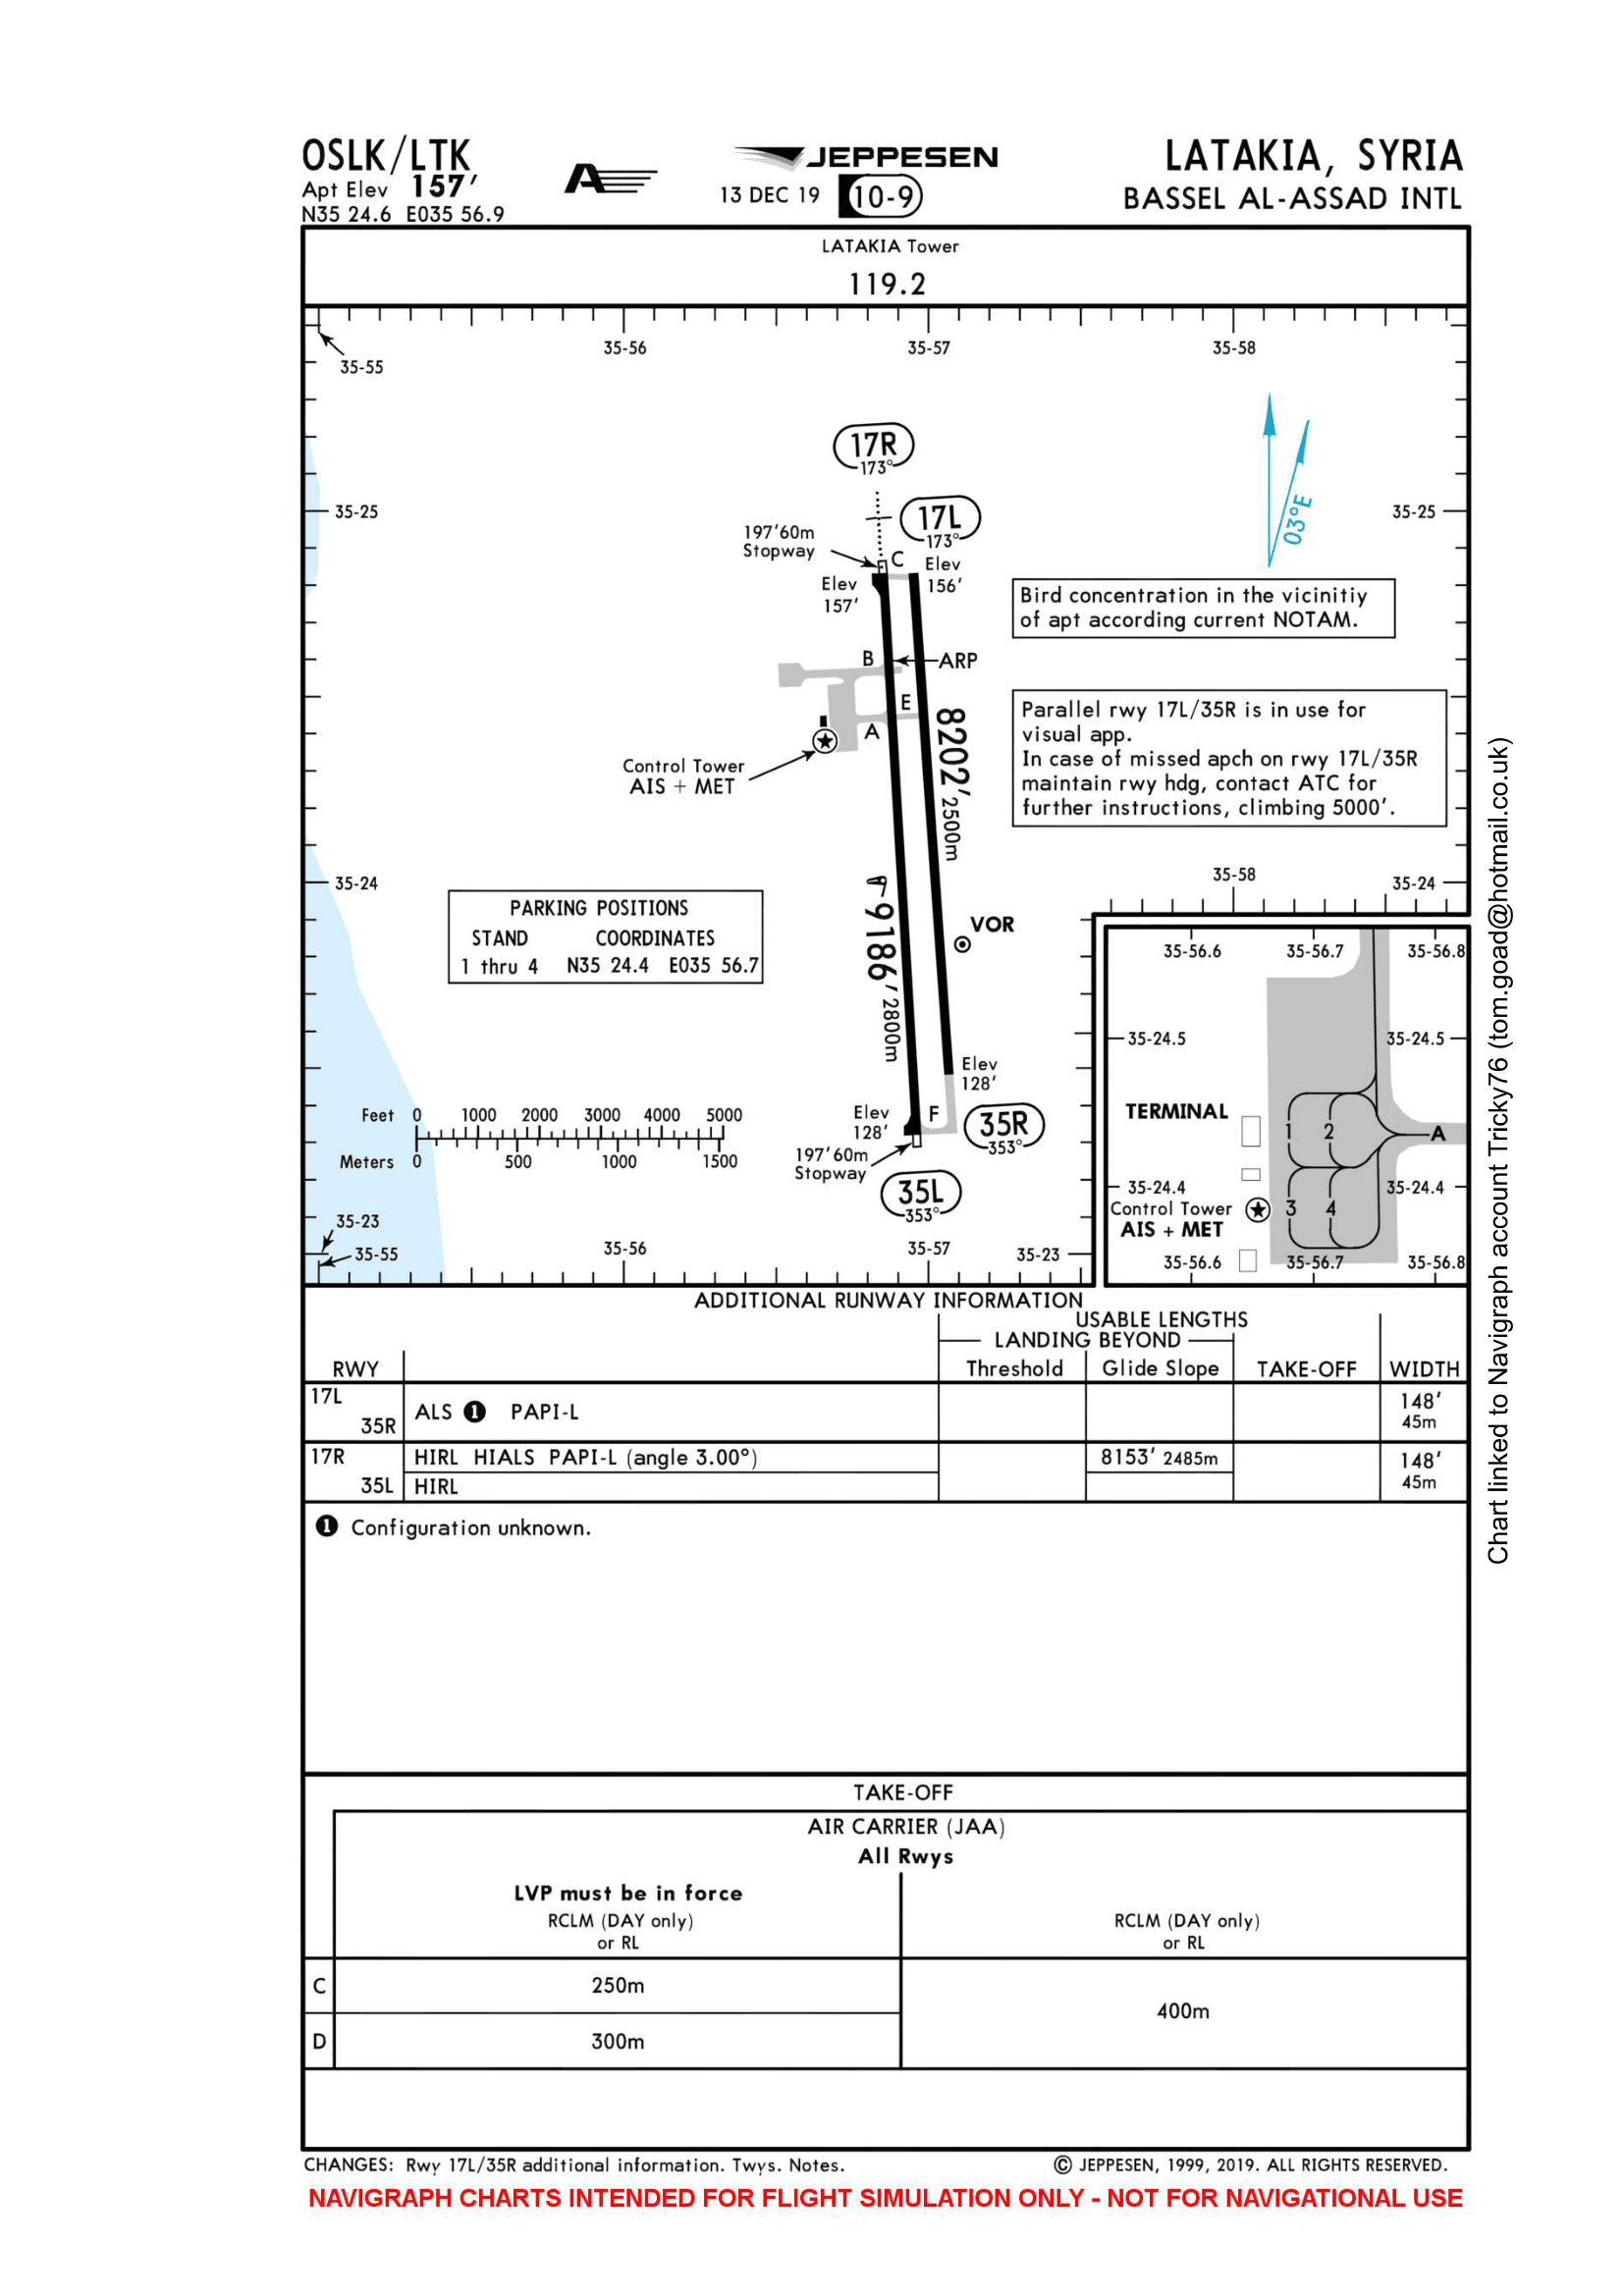 OSLK/LTK
Apt Elev 157'
N35 24.6 E035 56.9
JEPPESEN
13 DEC 19 10-9
LATAKIA, SYRIA
BASSEL AL-ASSAD INTL
LATAKIA Tower
119.2
35-55
35-56
35-57
35-58
17R
173°
03°E
35-25
35-25
17L
173°
197'60m
Stopway
C
Elev
156'
Elev
157'
Bird concentration in the vicinitiy
of apt according current NOTAM.
B
ARP
E
A
Control Tower
AIS + MET
8202' 2500m
Parallel rwy 17L/35R is in use for
visual app.
In case of missed apch on rwy 17L/35R
maintain rwy hdg, contact ATC for
further instructions, climbing 5000'.
35-24
35-58
35-24
PARKING POSITIONS
STAND COORDINATES
1 thru 4 N35 24.4 E035 56.7
9186' 2800m
VOR
Elev
128'
Elev
128'
F
35R
353°
197'60m
Stopway
35L
353°
Feet 0 1000 2000 3000 4000 5000
Meters 0 500 1000 1500
35-23
35-55
35-56
35-57
35-23
35-56.6
35-56.7
35-56.8
35-24.5
35-24.5
TERMINAL
1 2
A
35-24.4
35-24.4
Control Tower
AIS + MET
3 4
35-56.6
35-56.7
35-56.8
ADDITIONAL RUNWAY INFORMATION
USABLE LENGTHS
LANDING BEYOND
RWY Threshold Glide Slope TAKE-OFF WIDTH
17L
35R
ALS 1 PAPI-L
148'
45m
17R
HIRL HIALS PAPI-L (angle 3.00°)
8153' 2485m
148'
45m
35L HIRL
1 Configuration unknown.
TAKE-OFF
AIR CARRIER (JAA)
All Rwys
LVP must be in force
RCLM (DAY only)
or RL
RCLM (DAY only)
or RL
C 250m
400m
D 300m
CHANGES: Rwy 17L/35R additional information. Twys. Notes.
© JEPPESEN, 1999, 2019. ALL RIGHTS RESERVED.
NAVIGRAPH CHARTS INTENDED FOR FLIGHT SIMULATION ONLY - NOT FOR NAVIGATIONAL USE
Chart linked to Navigraph account Tricky76 (tom.goad@hotmail.co.uk)